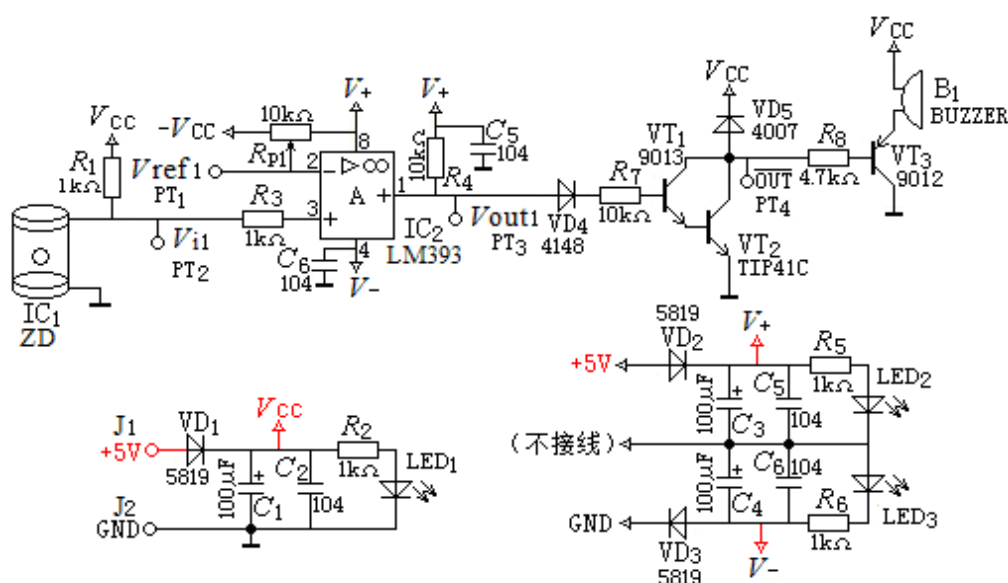 VCC
V+
V+
VCC
VCC
B1
BUZZER
-VCC
10kΩ
8
10kΩ
C5
104
VD5
4007
R1
1kΩ
Vref1
PT1
Rp1
2
-
▷∞
A
+
1
R4
VT1
9013
R8
4.7kΩ
VT3
9012
R3
1kΩ
3
+
4
IC2
LM393
Vout1
PT3
VD4
4148
R7
10kΩ
OUT
PT4
VT2
TIP41C
Vi1
PT2
C6
104
V-
IC1
ZD
5819
VD2
V+
R5
1kΩ
LED2
+5V
100μF
+
C3
C5
104
(不接线)
J1
+5V
VD1
5819
VCC
R2
1kΩ
LED1
100μF
+
C1
C2
104
J2
GND
100μF
+
C4
C6
104
LED3
GND
VD3
5819
V-
R6
1kΩ